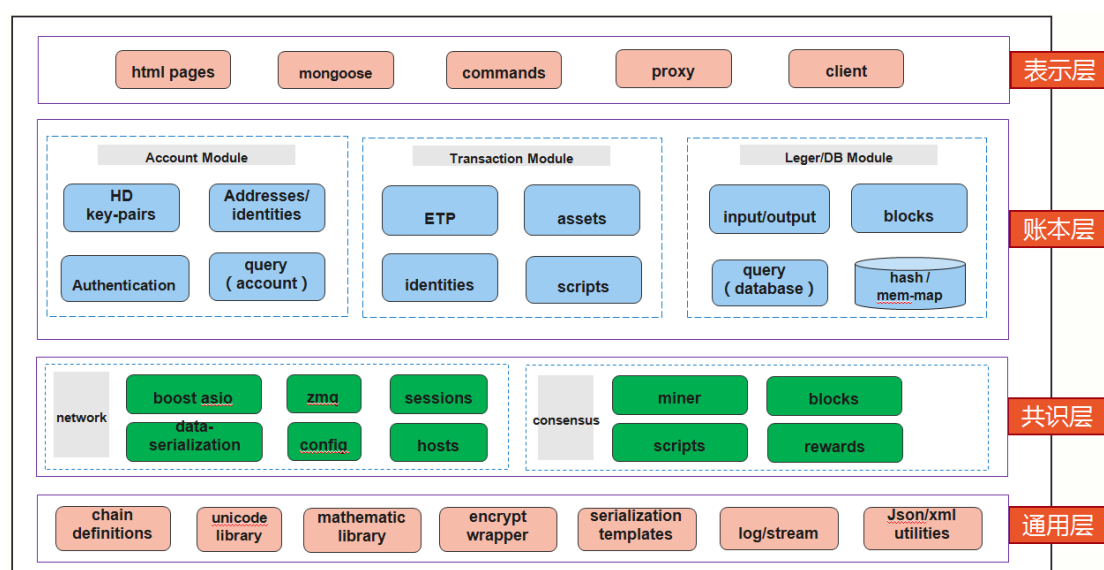 html pages
mongoose
commands
proxy
client
表示层
Account Module
HD
key-pairs
Addresses/
identities
Authentication
query
( account )
Transaction Module
ETP
assets
identities
scripts
Leger/DB Module
input/output
blocks
query
( database )
hash /
mem-map
账本层
network
boost asio
zmq
sessions
data-
serialization
config
hosts
consensus
miner
blocks
scripts
rewards
共识层
chain
definitions
unicode
library
mathematic
library
encrypt
wrapper
serialization
templates
log/stream
Json/xml
utilities
通用层